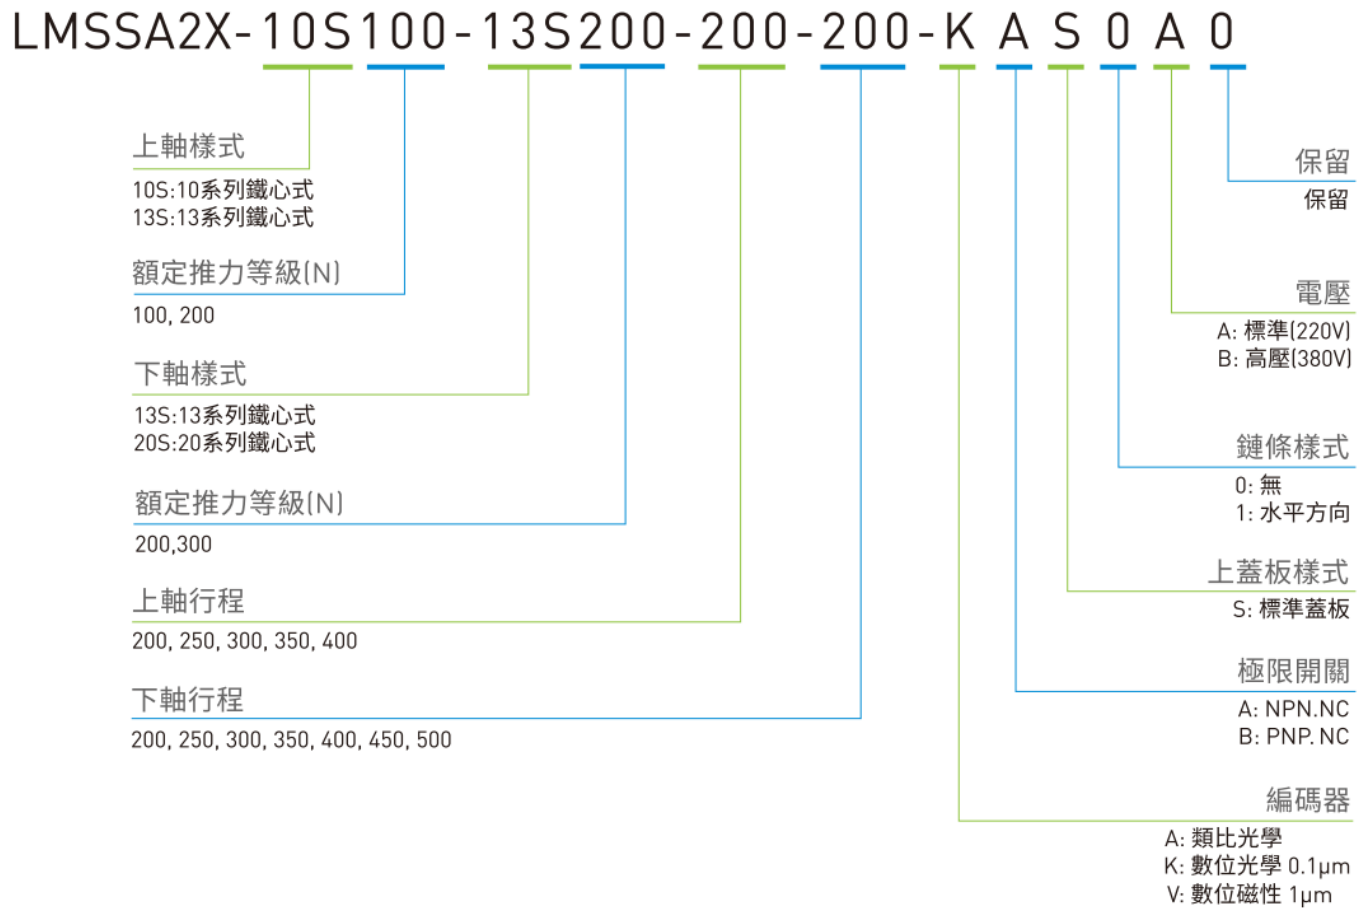 LMSSA2X-10S100-13S200-200-200-K A S 0 A 0
上軸樣式
10S:10系列鐵心式
13S:13系列鐵心式
額定推力等級(N)
100, 200
下軸樣式
13S:13系列鐵心式
20S:20系列鐵心式
額定推力等級(N)
200,300
上軸行程
200, 250, 300, 350, 400
下軸行程
200, 250, 300, 350, 400, 450, 500
保留
保留
電壓
A: 標準(220V)
B: 高壓(380V)
鏈條樣式
0: 無
1: 水平方向
上蓋板樣式
S: 標準蓋板
極限開關
A: NPN.NC
B: PNP. NC
編碼器
A: 類比光學
K: 數位光學 0.1μm
V: 數位磁性 1μm